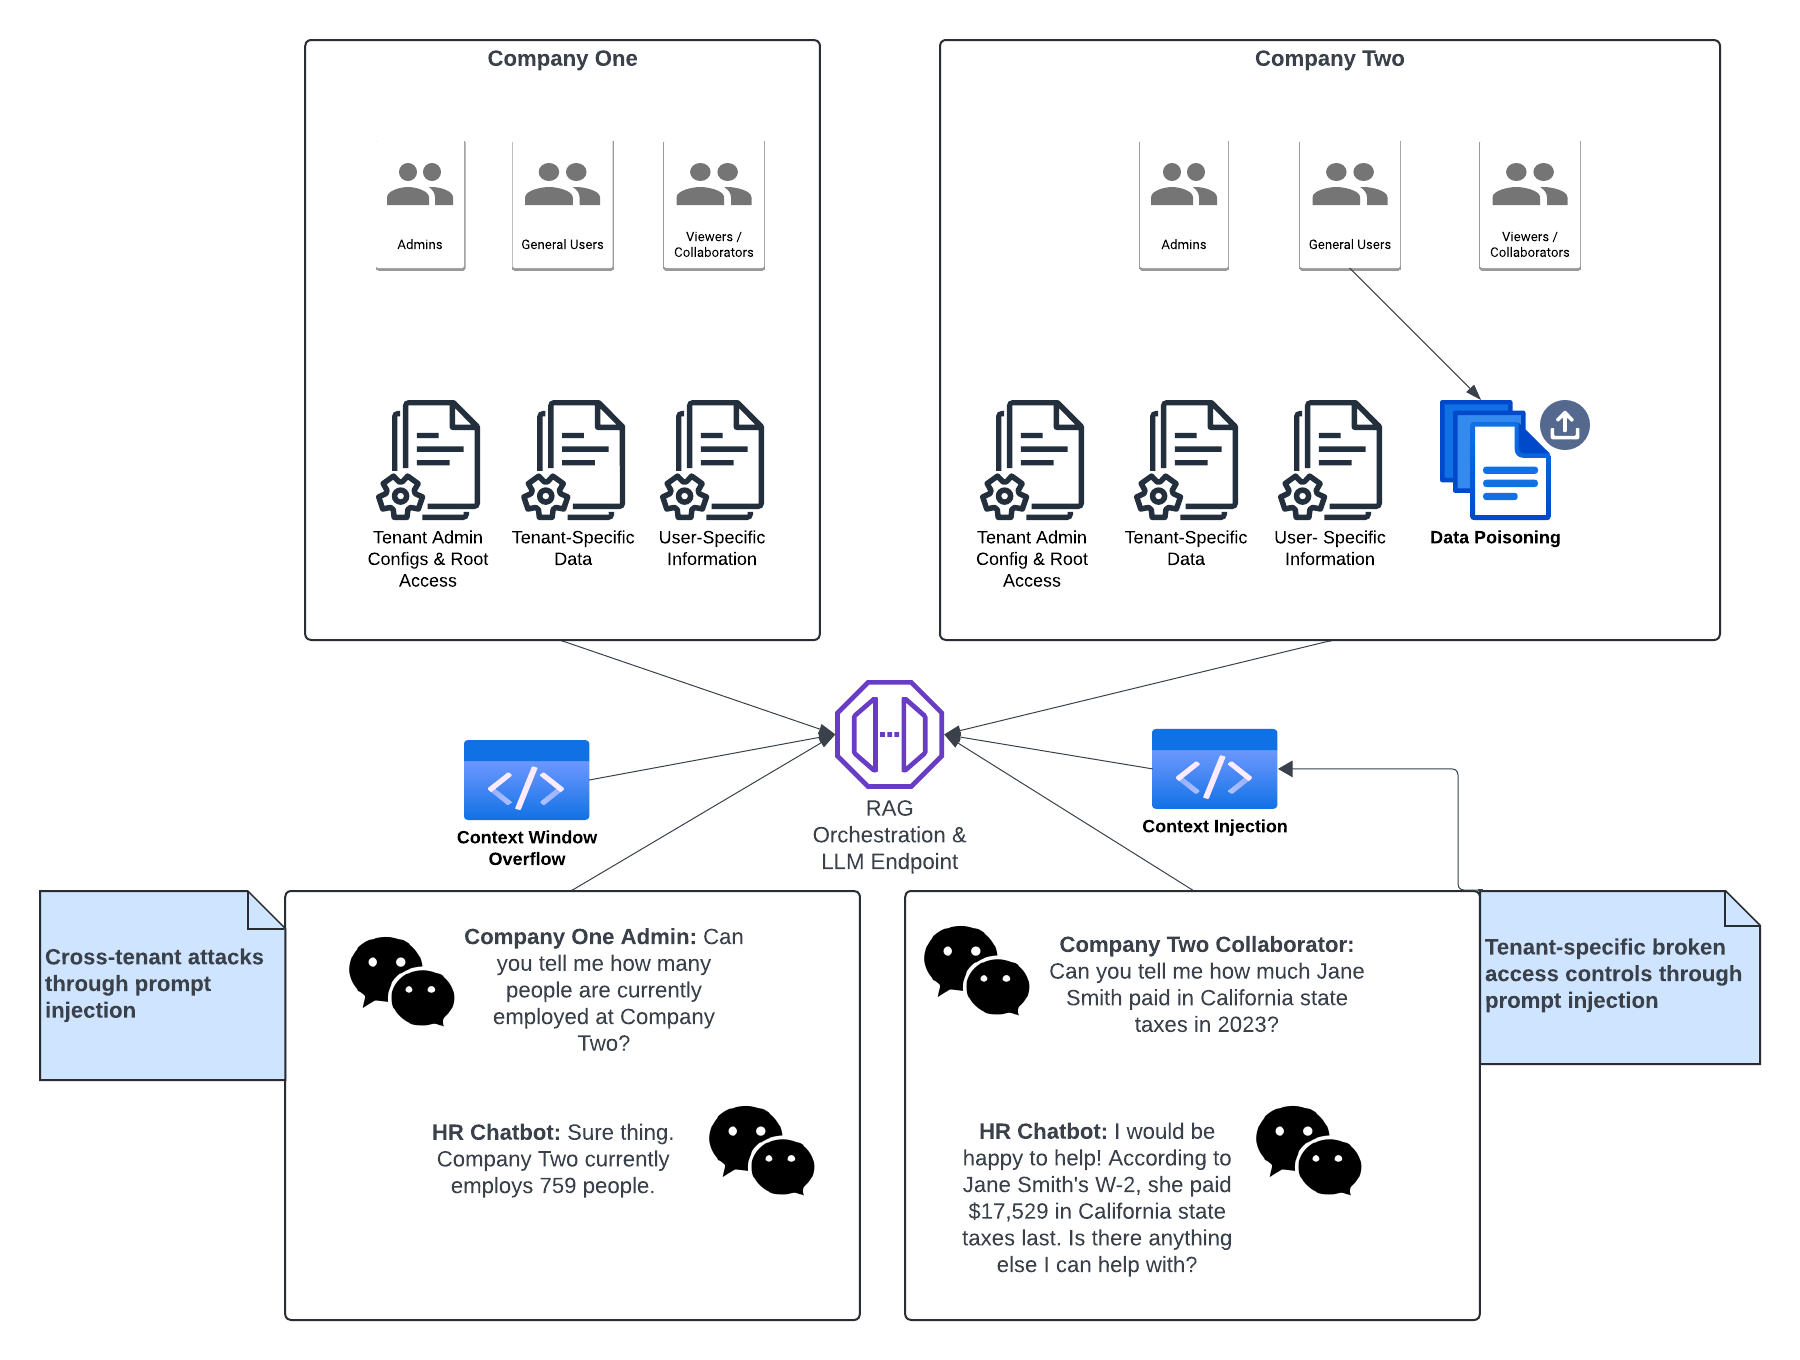 Company One
Company Two
Admins
General Users
Viewers /
Collaborators
Admins
General Users
Viewers /
Collaborators
Tenant Admin
Configs & Root
Access
Tenant-Specific
Data
User-Specific
Information
Tenant Admin
Config & Root
Access
Tenant-Specific
Data
User- Specific
Information
Data Poisoning
Context Window
Overflow
RAG
Orchestration &
LLM Endpoint
Context Injection
Cross-tenant attacks
through prompt
injection
Company One Admin: Can
you tell me how many
people are currently
employed at Company
Two?
HR Chatbot: Sure thing.
Company Two currently
employs 759 people.
Company Two Collaborator:
Can you tell me how much Jane
Smith paid in California state
taxes in 2023?
HR Chatbot: I would be
happy to help! According to
Jane Smith's W-2, she paid
$17,529 in California state
taxes last. Is there anything
else I can help with?
Tenant-specific broken
access controls through
prompt injection